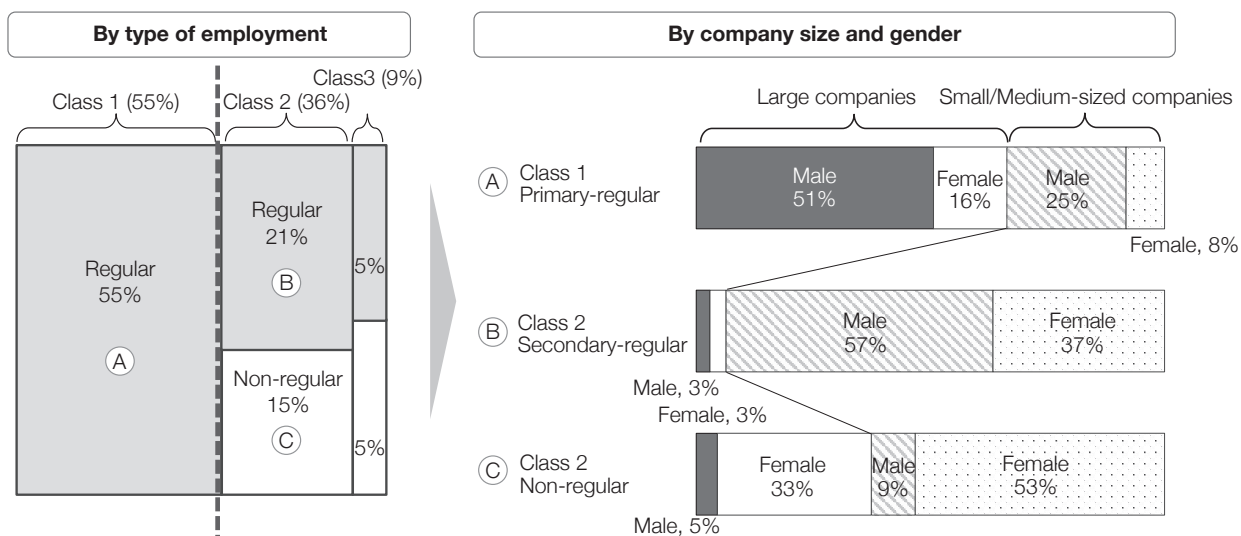 By type of employment
Class 1 (55%)
Class 2 (36%)
Class3 (9%)
Regular
55%
A
Regular
21%
B
Non-regular
15%
C
5%
5%
By company size and gender
Large companies
Small/Medium-sized companies
A
Class 1
Primary-regular
Male
51%
Female
16%
Male
25%
Female, 8%
B
Class 2
Secondary-regular
Male
57%
Female
37%
Male, 3%
Female, 3%
C
Class 2
Non-regular
Female
33%
Male
9%
Female
53%
Male, 5%